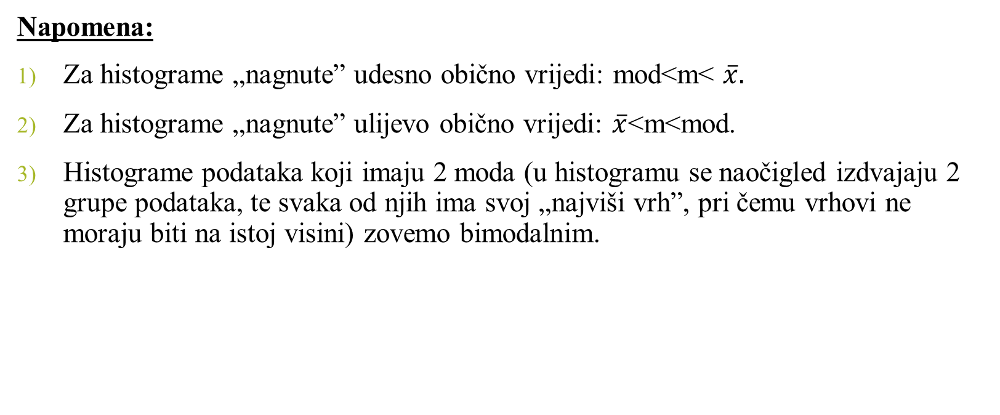 Napomena:
1) Za histograme „nagnute” udesno obično vrijedi: mod<m< x̄.
2) Za histograme „nagnute” ulijevo obično vrijedi: x̄<m<mod.
3) Histograme podataka koji imaju 2 moda (u histogramu se naočigled izdvajaju 2
grupe podataka, te svaka od njih ima svoj „najviši vrh”, pri čemu vrhovi ne
moraju biti na istoj visini) zovemo bimodalnim.